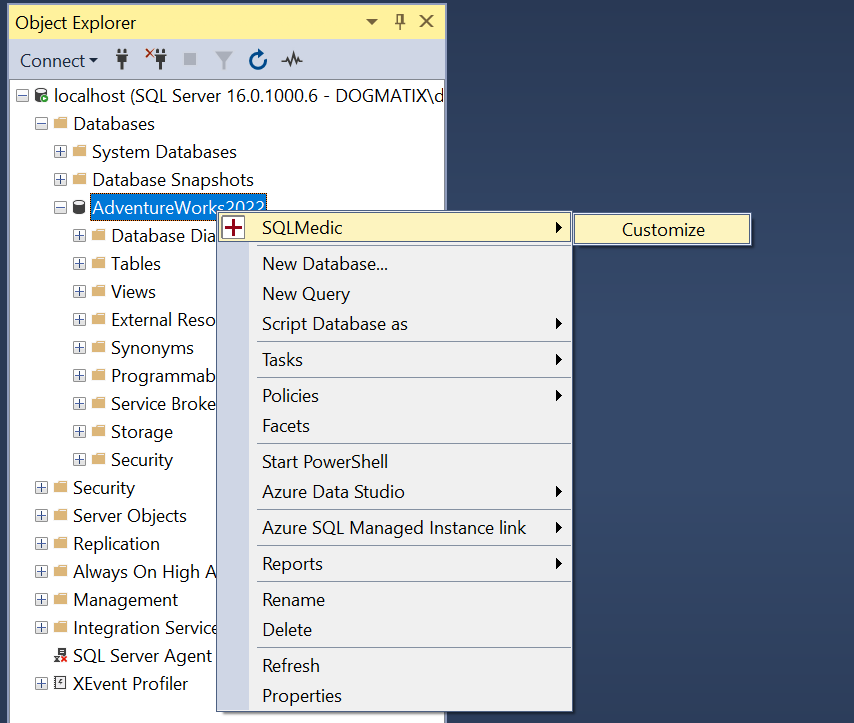 Object Explorer
Connect
localhost (SQL Server 16.0.1000.6 - DOGMATIX\d
Databases
System Databases
Database Snapshots
AdventureWorks2022
Database Dia
Tables
Views
External Reso
Synonyms
Programmab
Service Broke
Storage
Security
Security
Server Objects
Replication
Always On High A
Management
Integration Service
SQL Server Agent
XEvent Profiler
SQLMedic
Customize
New Database...
New Query
Script Database as
Tasks
Policies
Facets
Start PowerShell
Azure Data Studio
Azure SQL Managed Instance link
Reports
Rename
Delete
Refresh
Properties